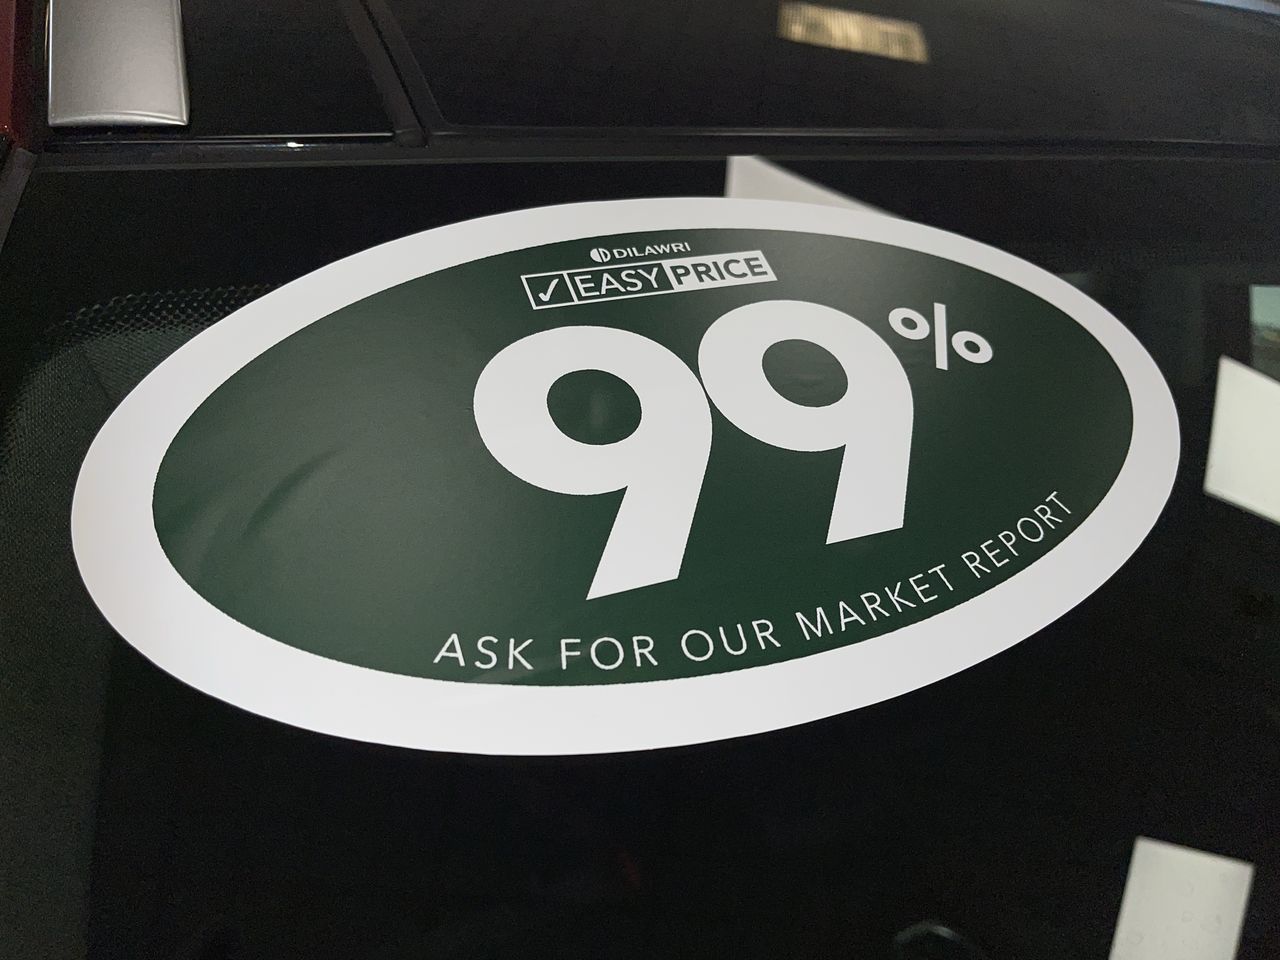 DILAWRI
✓ EASY PRICE
99%
ASK FOR OUR MARKET REPORT